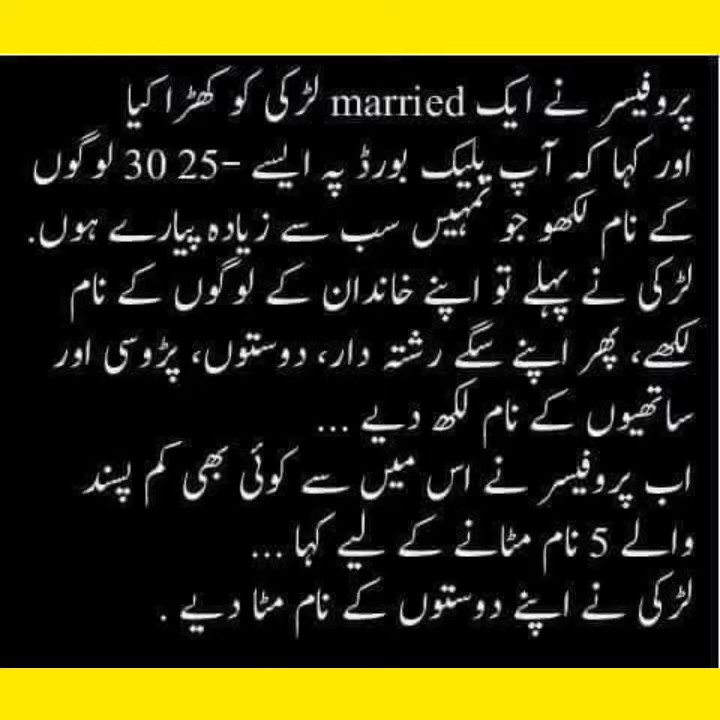 پروفیسر نے ایک married لڑکی کو کھڑا کیا
اور کہا کہ آپ بلیک بورڈ پہ ایسے -25 30 لوگوں
کے نام لکھو جو تمہیں سب سے زیادہ پیارے ہوں.
لڑکی نے پہلے تو اپنے خاندان کے لوگوں کے نام
لکھے، پھر اپنے سگے رشتہ دار، دوستوں، پڑوسی اور
ساتھیوں کے نام لکھ دیے ...
اب پروفیسر نے اس میں سے کوئی بھی کم پسند
والے 5 نام مٹانے کے لیے کہا ...
لڑکی نے اپنے دوستوں کے نام مٹا دیے .